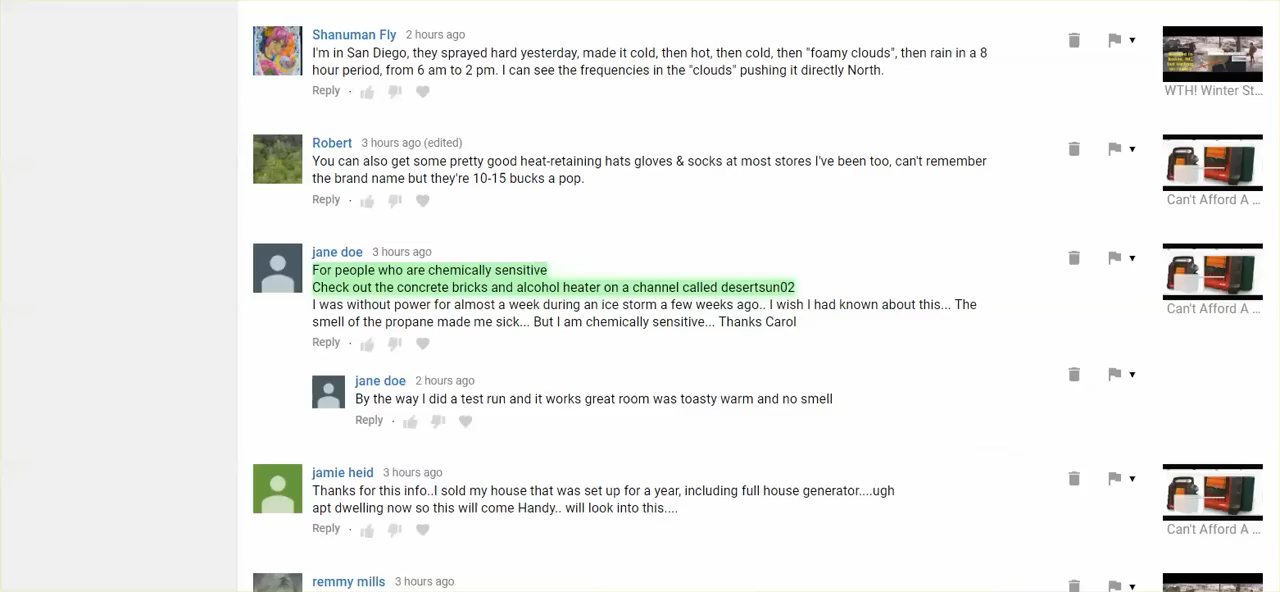 Shanuman Fly 2 hours ago
I'm in San Diego, they sprayed hard yesterday, made it cold, then hot, then cold, then "foamy clouds", then rain in a 8
hour period, from 6 am to 2 pm. I can see the frequencies in the "clouds" pushing it directly North.
Reply ·
WTH! Winter St...
Robert 3 hours ago (edited)
You can also get some pretty good heat-retaining hats gloves & socks at most stores I've been too, can't remember
the brand name but they're 10-15 bucks a pop.
Reply ·
Can't Afford A ...
jane doe 3 hours ago
For people who are chemically sensitive
Check out the concrete bricks and alcohol heater on a channel called desertsun02
I was without power for almost a week during an ice storm a few weeks ago.. I wish I had known about this... The
smell of the propane made me sick... But I am chemically sensitive... Thanks Carol
Reply ·
Can't Afford A ...
jane doe 2 hours ago
By the way I did a test run and it works great room was toasty warm and no smell
Reply ·
jamie heid 3 hours ago
Thanks for this info..I sold my house that was set up for a year, including full house generator....ugh
apt dwelling now so this will come Handy.. will look into this....
Reply ·
Can't Afford A ...
remmy mills 3 hours ago